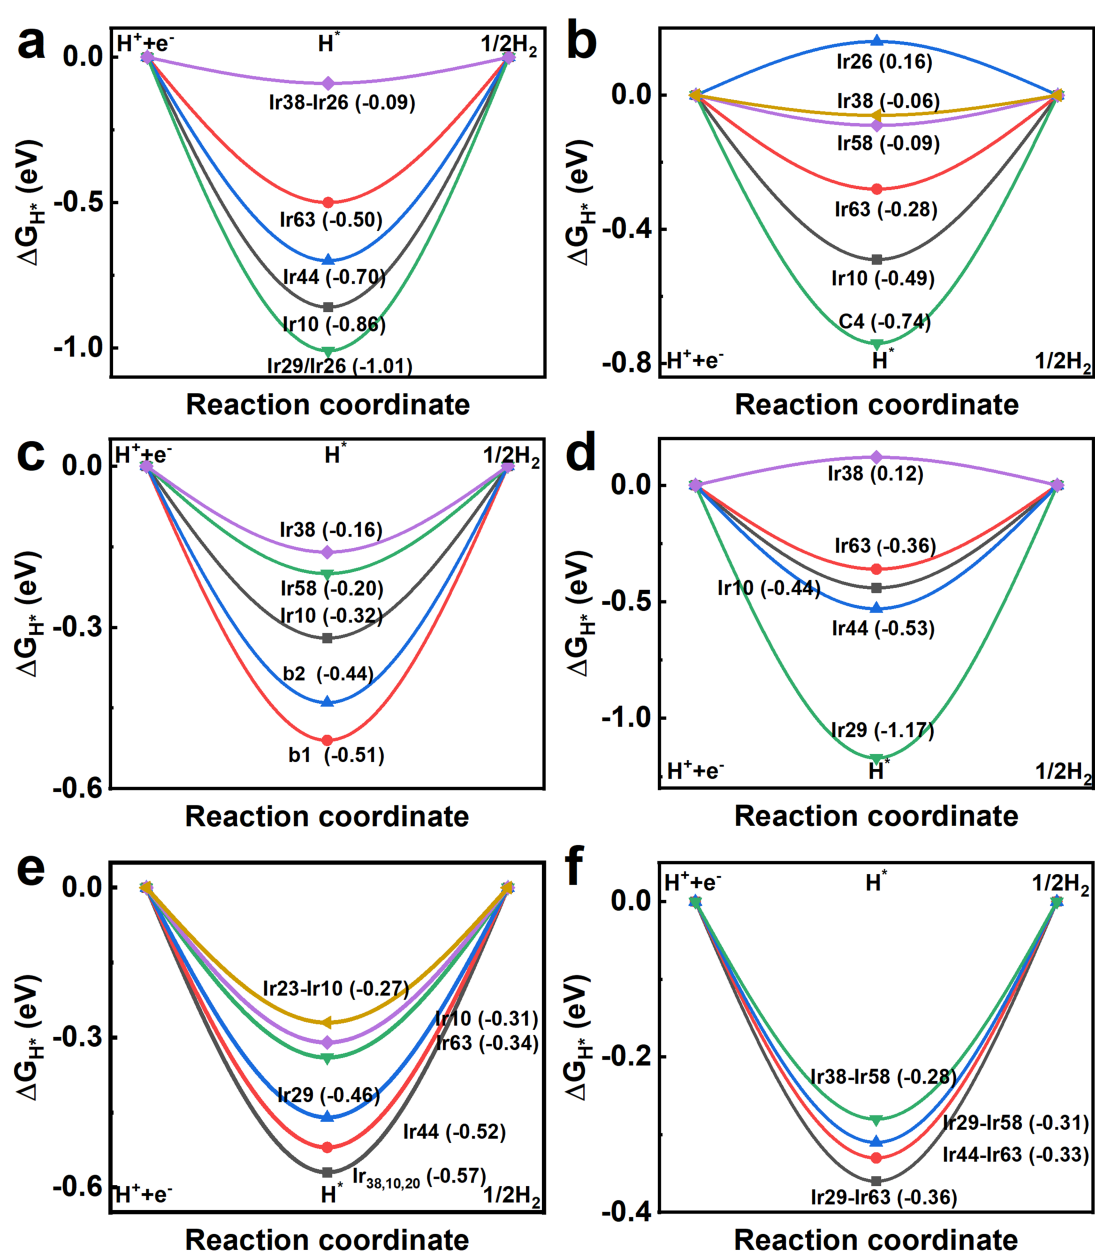 a
H⁺+e⁻ H* 1/2H₂
0.0
-0.5
-1.0
ΔG_H* (eV)
Ir38-Ir26 (-0.09)
Ir63 (-0.50)
Ir44 (-0.70)
Ir10 (-0.86)
Ir29/Ir26 (-1.01)
Reaction coordinate
b
0.0
-0.4
-0.8
ΔG_H* (eV)
Ir26 (0.16)
Ir38 (-0.06)
Ir58 (-0.09)
Ir63 (-0.28)
Ir10 (-0.49)
C4 (-0.74)
H⁺+e⁻ H* 1/2H₂
Reaction coordinate
c
H⁺+e⁻ H* 1/2H₂
0.0
-0.3
-0.6
ΔG_H* (eV)
Ir38 (-0.16)
Ir58 (-0.20)
Ir10 (-0.32)
b2 (-0.44)
b1 (-0.51)
Reaction coordinate
d
0.0
-0.5
-1.0
ΔG_H* (eV)
Ir38 (0.12)
Ir63 (-0.36)
Ir10 (-0.44)
Ir44 (-0.53)
Ir29 (-1.17)
H⁺+e⁻ H* 1/2H₂
Reaction coordinate
e
0.0
-0.3
-0.6
ΔG_H* (eV)
Ir23-Ir10 (-0.27)
Ir10 (-0.31)
Ir63 (-0.34)
Ir29 (-0.46)
Ir44 (-0.52)
Ir₃₈,₁₀,₂₀ (-0.57)
H⁺+e⁻ H* 1/2H₂
Reaction coordinate
f
H⁺+e⁻ H* 1/2H₂
0.0
-0.2
-0.4
ΔG_H* (eV)
Ir38-Ir58 (-0.28)
Ir29-Ir58 (-0.31)
Ir44-Ir63 (-0.33)
Ir29-Ir63 (-0.36)
Reaction coordinate